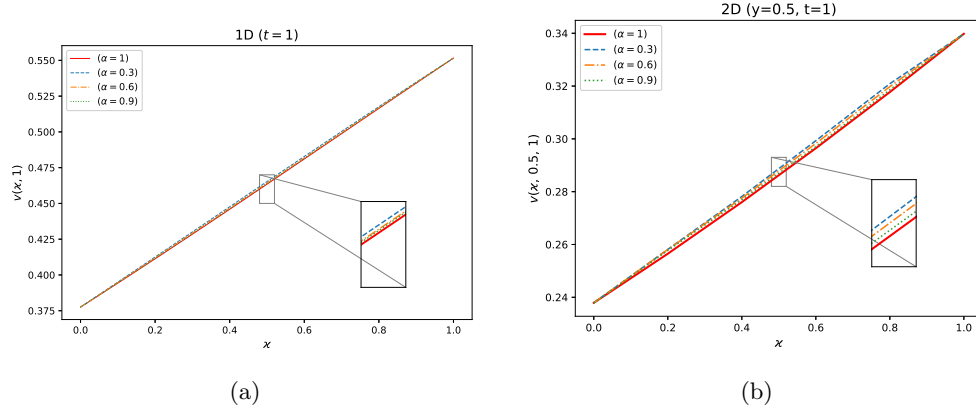 1D (t = 1)
(α = 1)
(α = 0.3)
(α = 0.6)
(α = 0.9)
v(ϰ, 1)
0.550
0.525
0.500
0.475
0.450
0.425
0.400
0.375
0.0 0.2 0.4 0.6 0.8 1.0
ϰ
(a)
2D (y=0.5, t=1)
(α = 1)
(α = 0.3)
(α = 0.6)
(α = 0.9)
v(ϰ, 0.5, 1)
0.34
0.32
0.30
0.28
0.26
0.24
0.0 0.2 0.4 0.6 0.8 1.0
ϰ
(b)